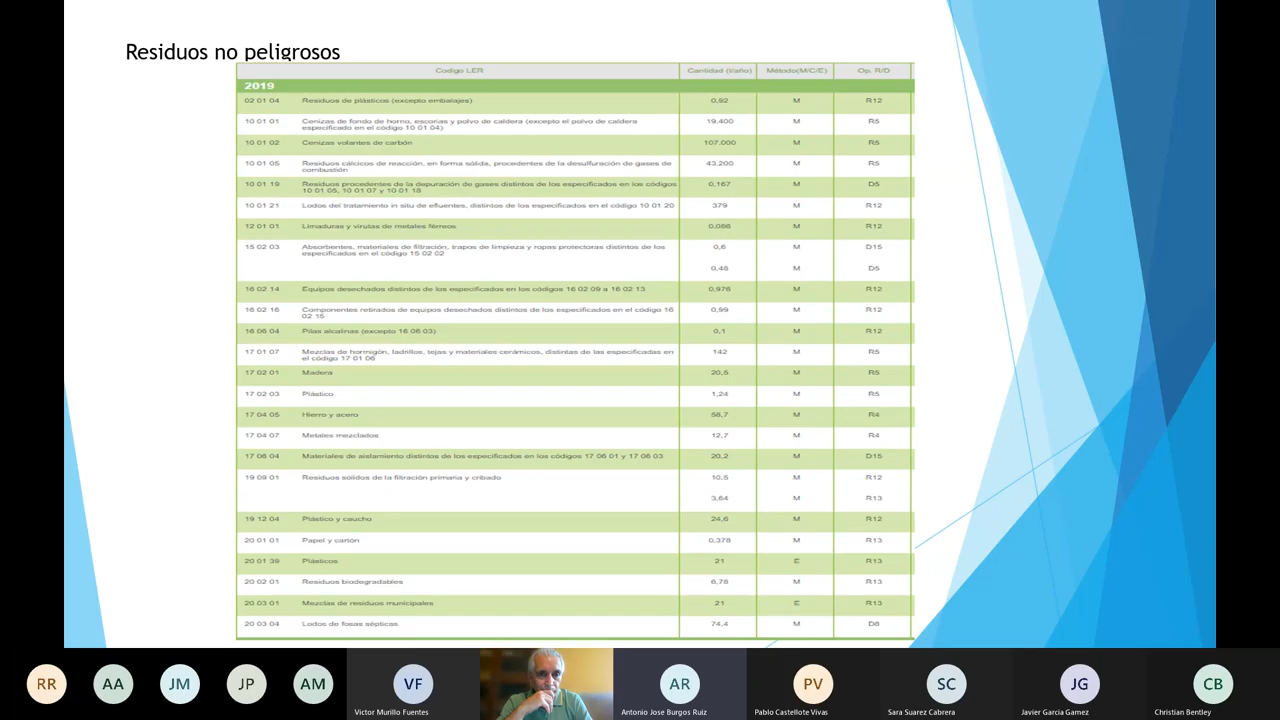 Residuos no peligrosos
Codigo LER Cantidad (t/año) Método(M/C/E) Op. R/D
2019
02 01 04 Residuos de plásticos (excepto embalajes) 0,92 M R12
10 01 01 Cenizas de fondo de horno, escorias y polvo de caldera (excepto el polvo de caldera 19.400 M R5
especificado en el código 10 01 04)
10 01 02 Cenizas volantes de carbón 107.000 M R5
10 01 05 Residuos cálcicos de reacción, en forma sólida, procedentes de la desulfuración de gases de 43.200 M R5
combustión
10 01 19 Residuos procedentes de la depuración de gases distintos de los especificados en los códigos 0,167 M D5
10 01 05, 10 01 07 y 10 01 18
10 01 21 Lodos del tratamiento in situ de efluentes, distintos de los especificados en el código 10 01 20 379 M R12
12 01 01 Limaduras y virutas de metales férreos 0,086 M R12
15 02 03 Absorbentes, materiales de filtración, trapos de limpieza y ropas protectoras distintos de los 0,6 M D15
especificados en el código 15 02 02
0,48 M D5
16 02 14 Equipos desechados distintos de los especificados en los códigos 16 02 09 a 16 02 13 0,976 M R12
16 02 16 Componentes retirados de equipos desechados distintos de los especificados en el código 16 0,99 M R12
02 15
16 06 04 Pilas alcalinas (excepto 16 06 03) 0,1 M R12
17 01 07 Mezclas de hormigón, ladrillos, tejas y materiales cerámicos, distintas de las especificadas en 142 M R5
el código 17 01 06
17 02 01 Madera 20,5 M R5
17 02 03 Plástico 1,24 M R5
17 04 05 Hierro y acero 58,7 M R4
17 04 07 Metales mezclados 12,7 M R4
17 06 04 Materiales de aislamiento distintos de los especificados en los códigos 17 06 01 y 17 06 03 20,2 M D15
19 09 01 Residuos sólidos de la filtración primaria y cribado 10,5 M R12
3,64 M R13
19 12 04 Plástico y caucho 24,6 M R12
20 01 01 Papel y cartón 0,378 M R13
20 01 39 Plásticos 21 E R13
20 02 01 Residuos biodegradables 6,78 M R13
20 03 01 Mezclas de residuos municipales 21 E R13
20 03 04 Lodos de fosas sépticas 74,4 M D8
RR AA JM JP AM VF AR PV SC JG CB
Victor Murillo Fuentes Antonio Jose Burgos Ruiz Pablo Castellote Vivas Sara Suarez Cabrera Javier Garcia Gamez Christian Bentley